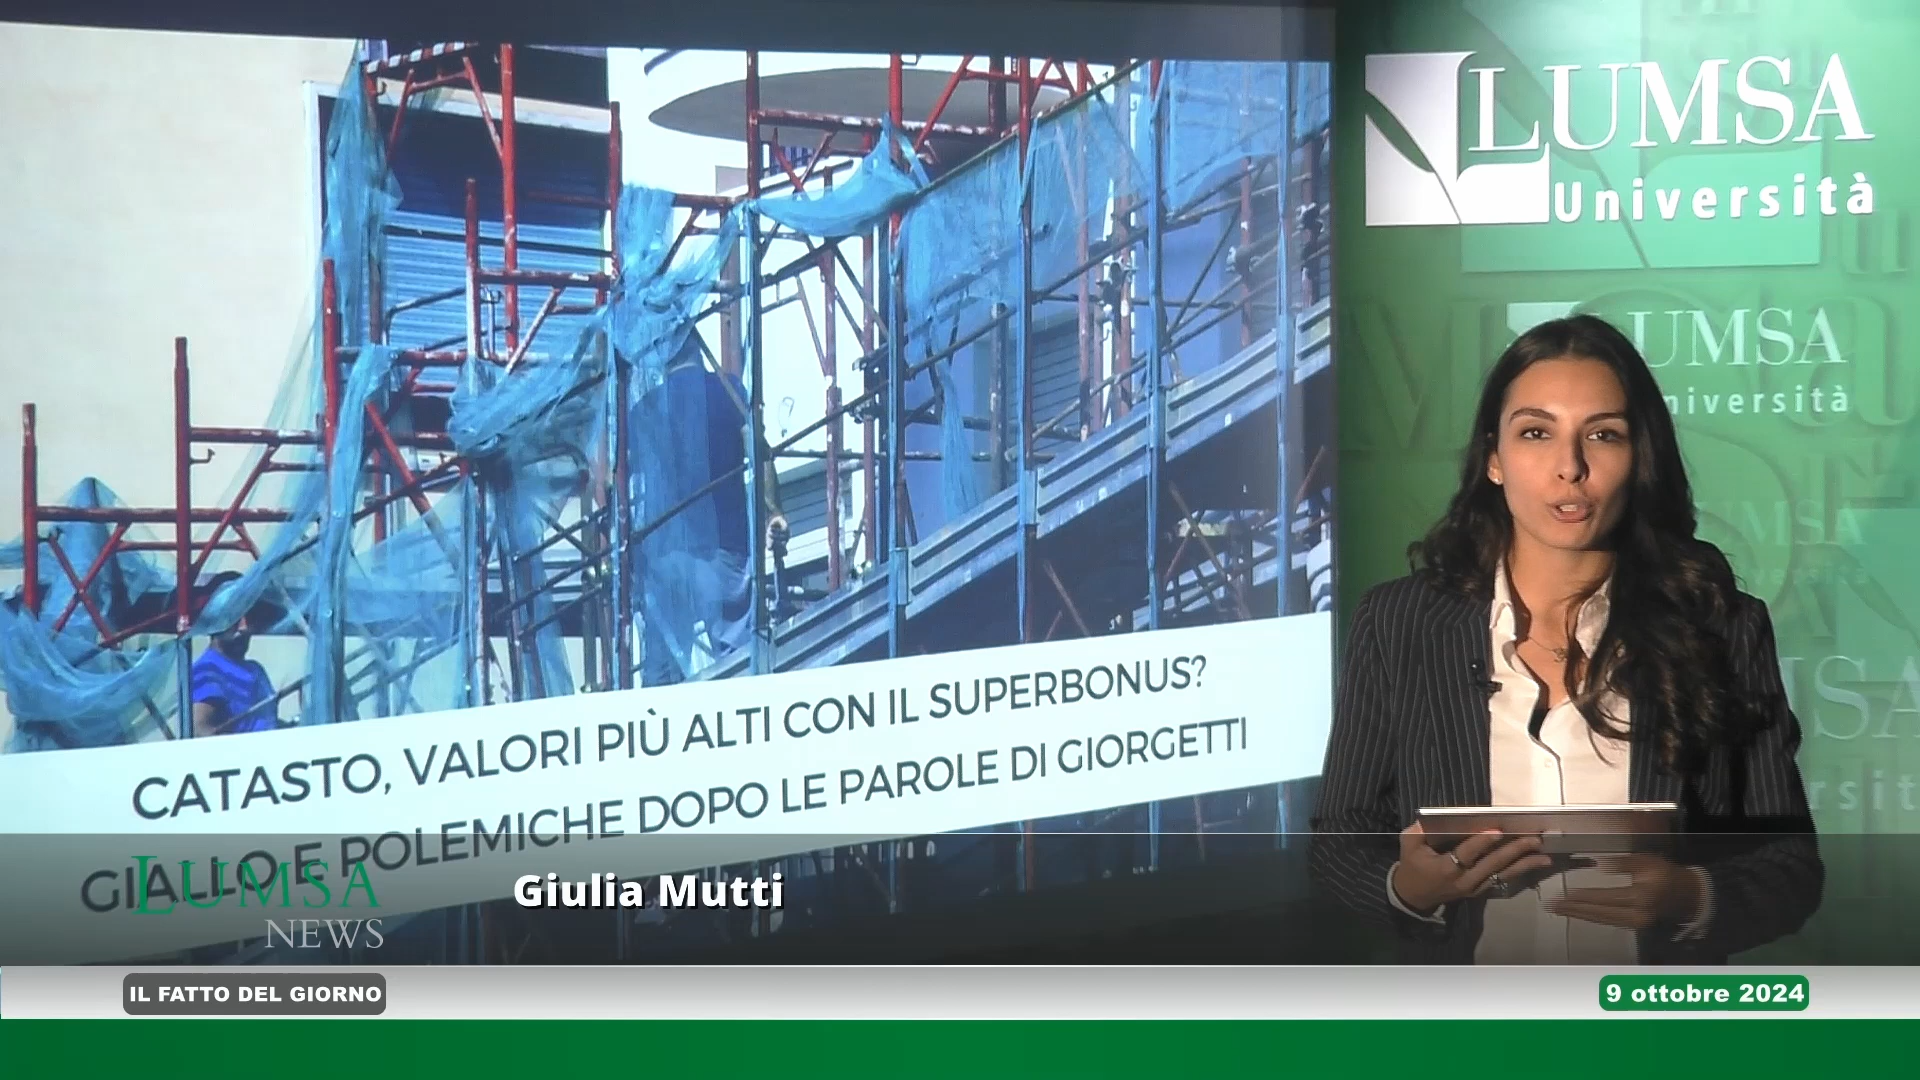 LUMSA
Università
LUMSA
Università
MSA
CATASTO, VALORI PIÙ ALTI CON IL SUPERBONUS?
GIALLO E POLEMICHE DOPO LE PAROLE DI GIORGETTI
LUMSA
NEWS
Giulia Mutti
IL FATTO DEL GIORNO
9 ottobre 2024